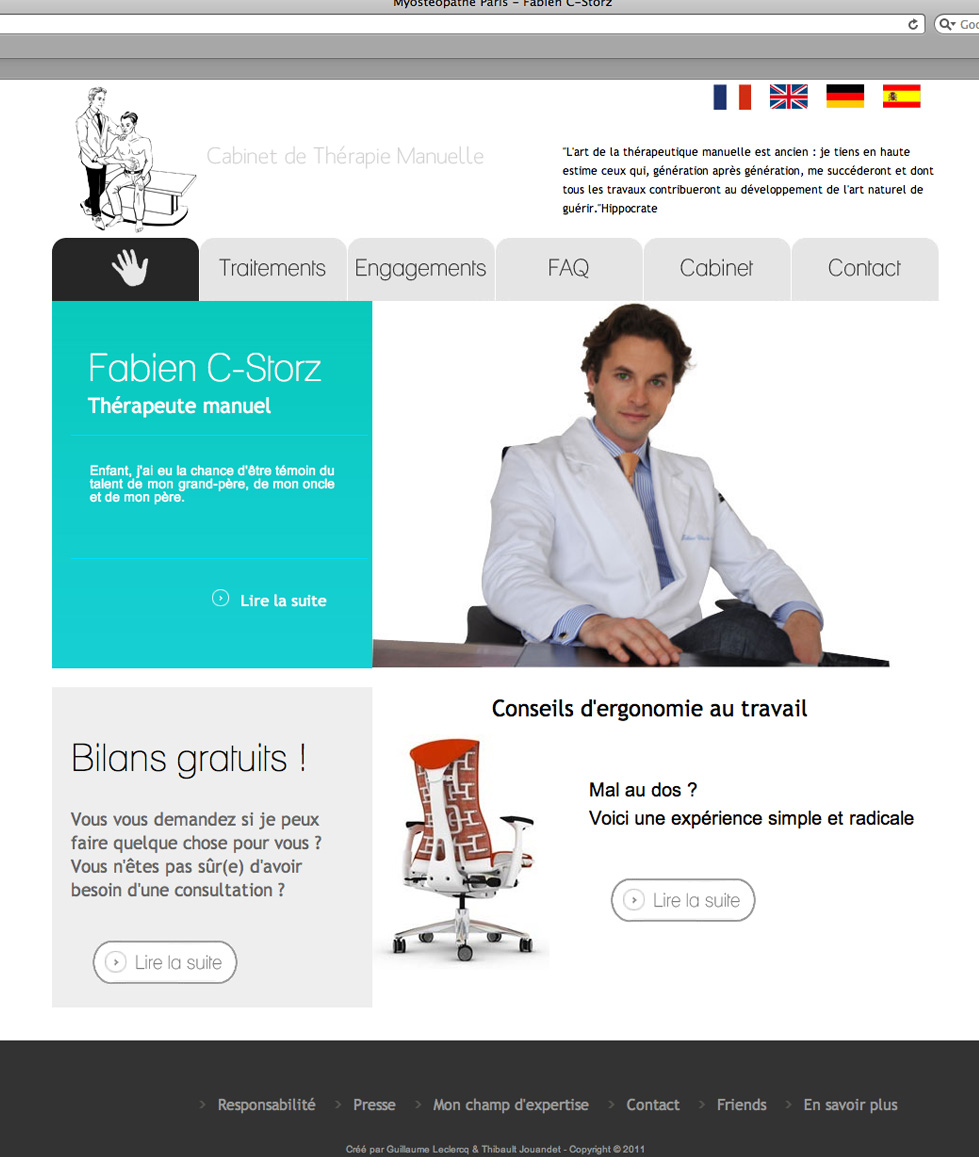 Myostéopathe Paris – Fabien C-Storz
Goo
Cabinet de Thérapie Manuelle
"L'art de la thérapeutique manuelle est ancien : je tiens en haute
estime ceux qui, génération après génération, me succéderont et dont
tous les travaux contribueront au développement de l'art naturel de
guérir."Hippocrate
Traitements
Engagements
FAQ
Cabinet
Contact
Fabien C-Storz
Thérapeute manuel
Enfant, j'ai eu la chance d'être témoin du
talent de mon grand-père, de mon oncle
et de mon père.
Lire la suite
Bilans gratuits !
Vous vous demandez si je peux
faire quelque chose pour vous ?
Vous n'êtes pas sûr(e) d'avoir
besoin d'une consultation ?
Lire la suite
Conseils d'ergonomie au travail
Mal au dos ?
Voici une expérience simple et radicale
Lire la suite
Responsabilité
Presse
Mon champ d'expertise
Contact
Friends
En savoir plus
Créé par Guillaume Leclercq & Thibault Jouandet - Copyright © 2011